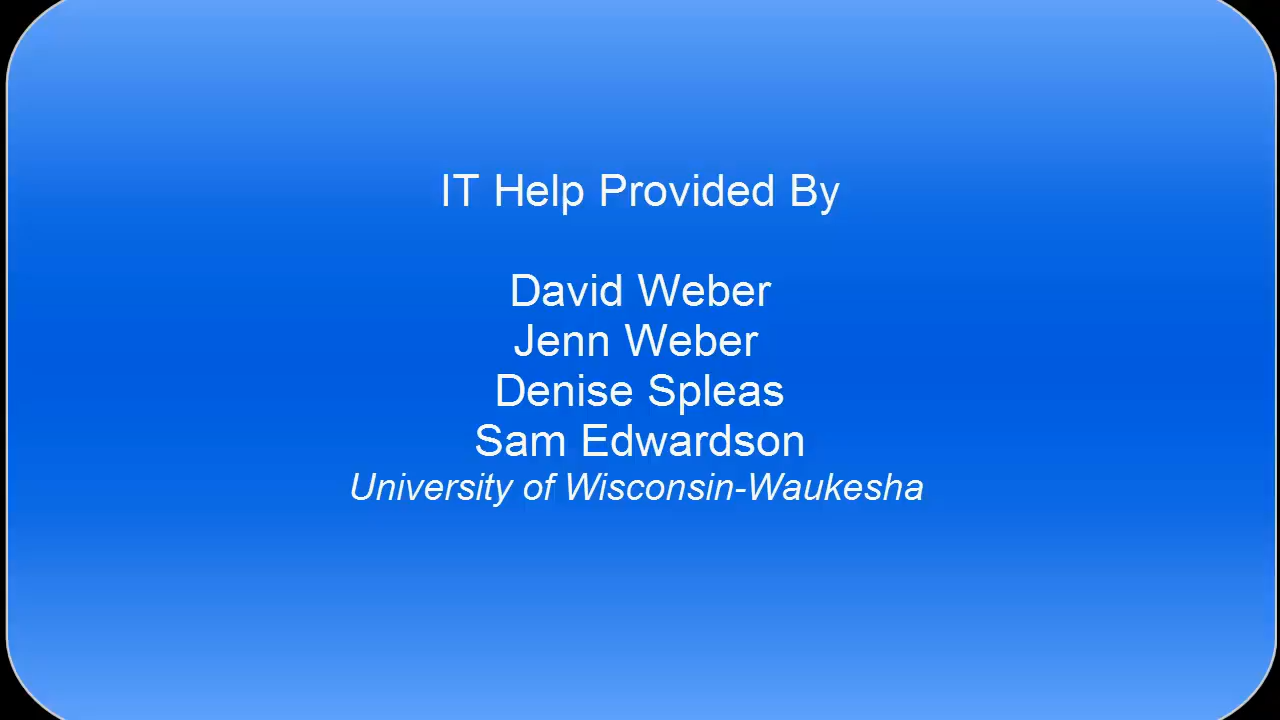 IT Help Provided By
David Weber
Jenn Weber
Denise Spleas
Sam Edwardson
University of Wisconsin-Waukesha